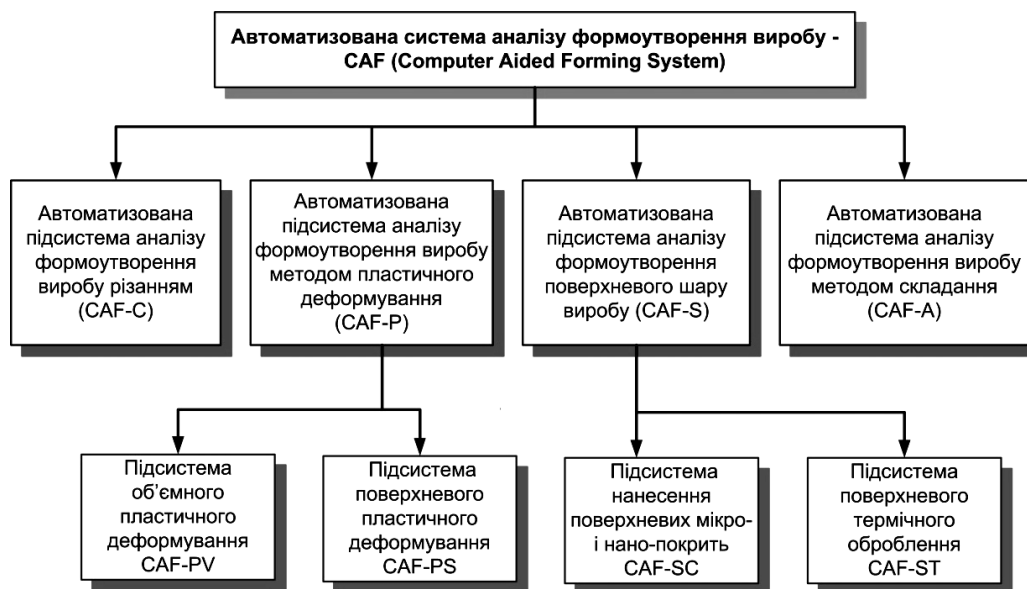 Автоматизована система аналізу формоутворення виробу -
CAF (Computer Aided Forming System)
Автоматизована
підсистема аналізу
формоутворення
виробу різанням
(CAF-C)
Автоматизована
підсистема аналізу
формоутворення виробу
методом пластичного
деформування
(CAF-P)
Автоматизована
підсистема аналізу
формоутворення
поверхневого шару
виробу (CAF-S)
Автоматизована
підсистема аналізу
формоутворення виробу
методом складання
(CAF-A)
Підсистема
об’ємного
пластичного
деформування
CAF-PV
Підсистема
поверхневого
пластичного
деформування
CAF-PS
Підсистема
нанесення
поверхневих мікро-
і нано-покрить
CAF-SC
Підсистема
поверхневого
термічного
оброблення
CAF-ST